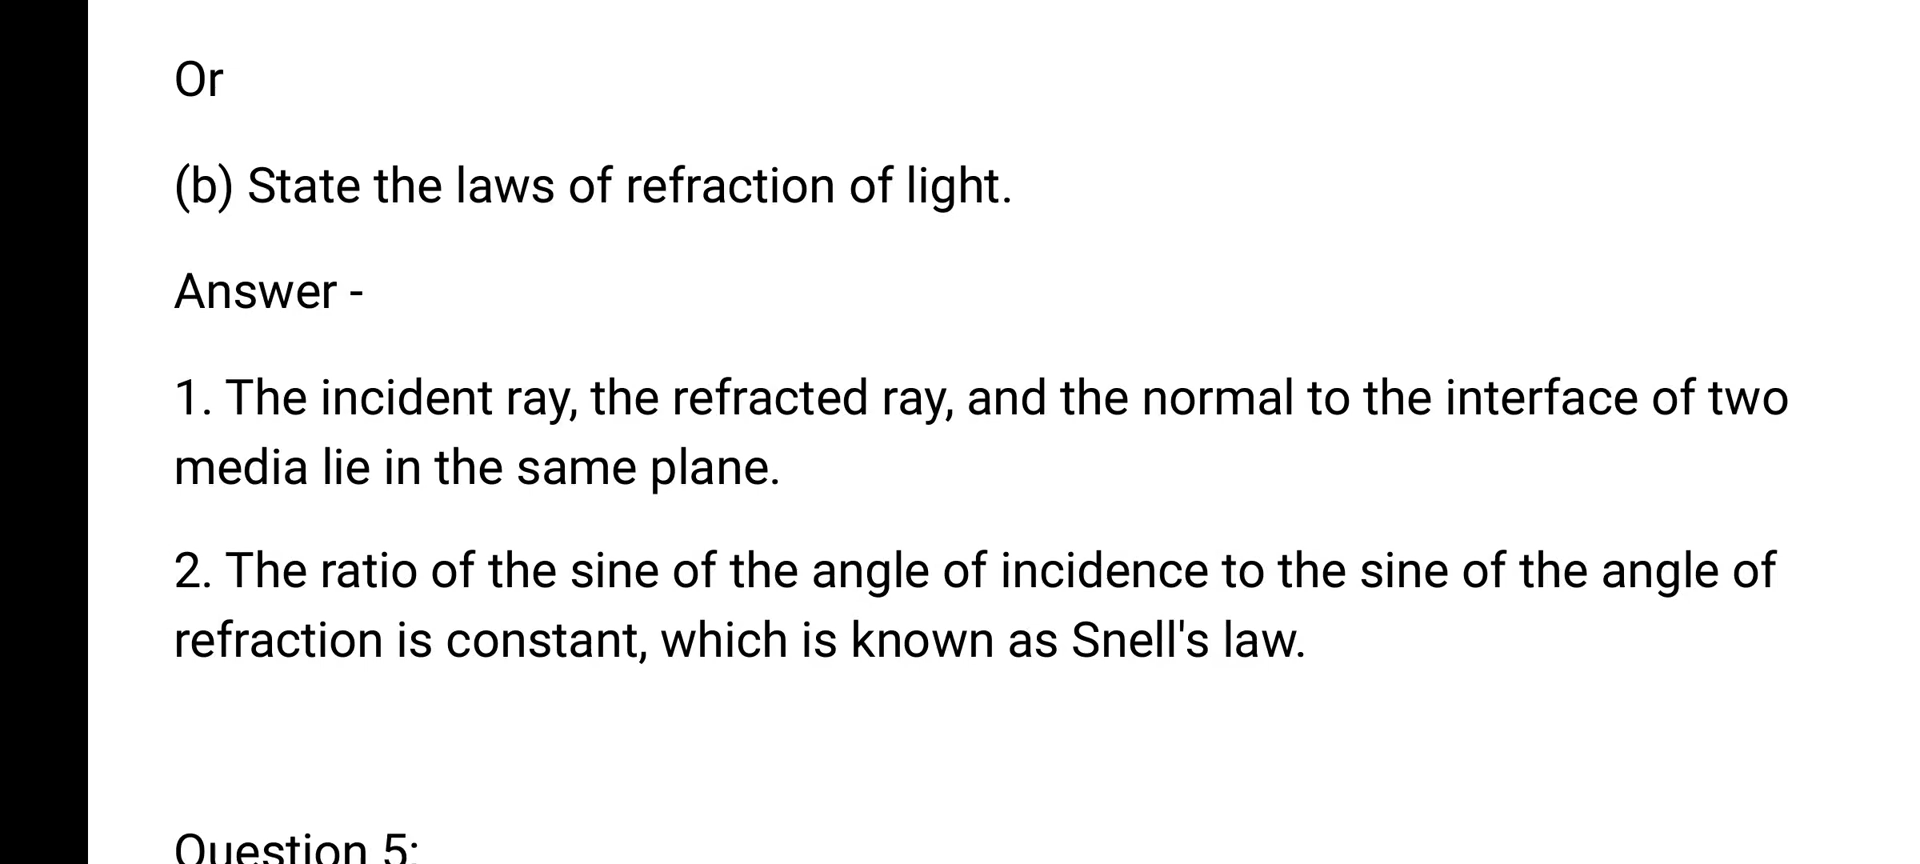 Or
(b) State the laws of refraction of light.
Answer -
1. The incident ray, the refracted ray, and the normal to the interface of two
media lie in the same plane.
2. The ratio of the sine of the angle of incidence to the sine of the angle of
refraction is constant, which is known as Snell's law.
Question 5: